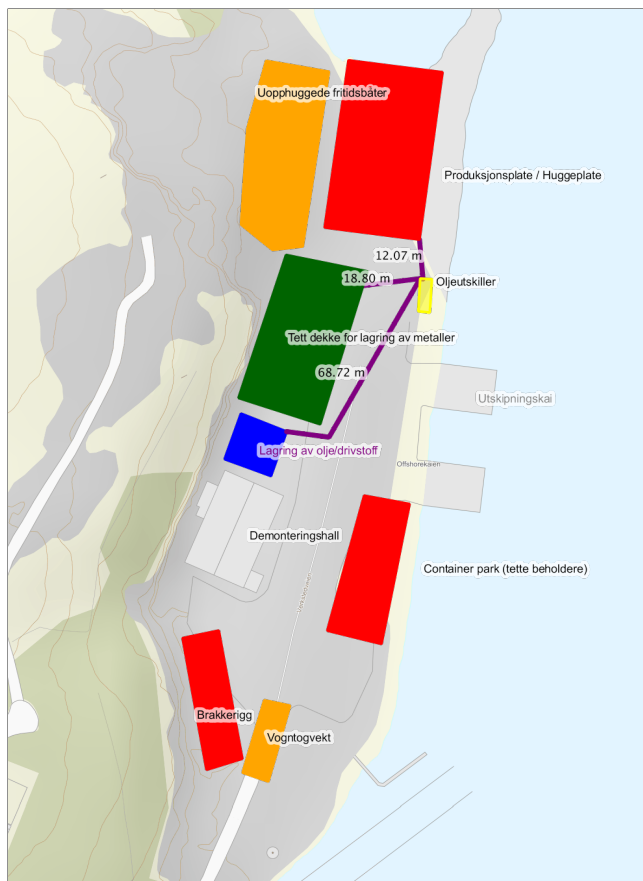 Uopphuggede fritidsbåter
Produksjonsplate / Huggeplate
12.07 m
18.80 m
Oljeutskiller
Tett dekke for lagring av metaller
68.72 m
Utskipningskai
Lagring av olje/drivstoff
Offshorekaien
Demonteringshall
Container park (tette beholdere)
Brakkerigg
Vogntogvekt